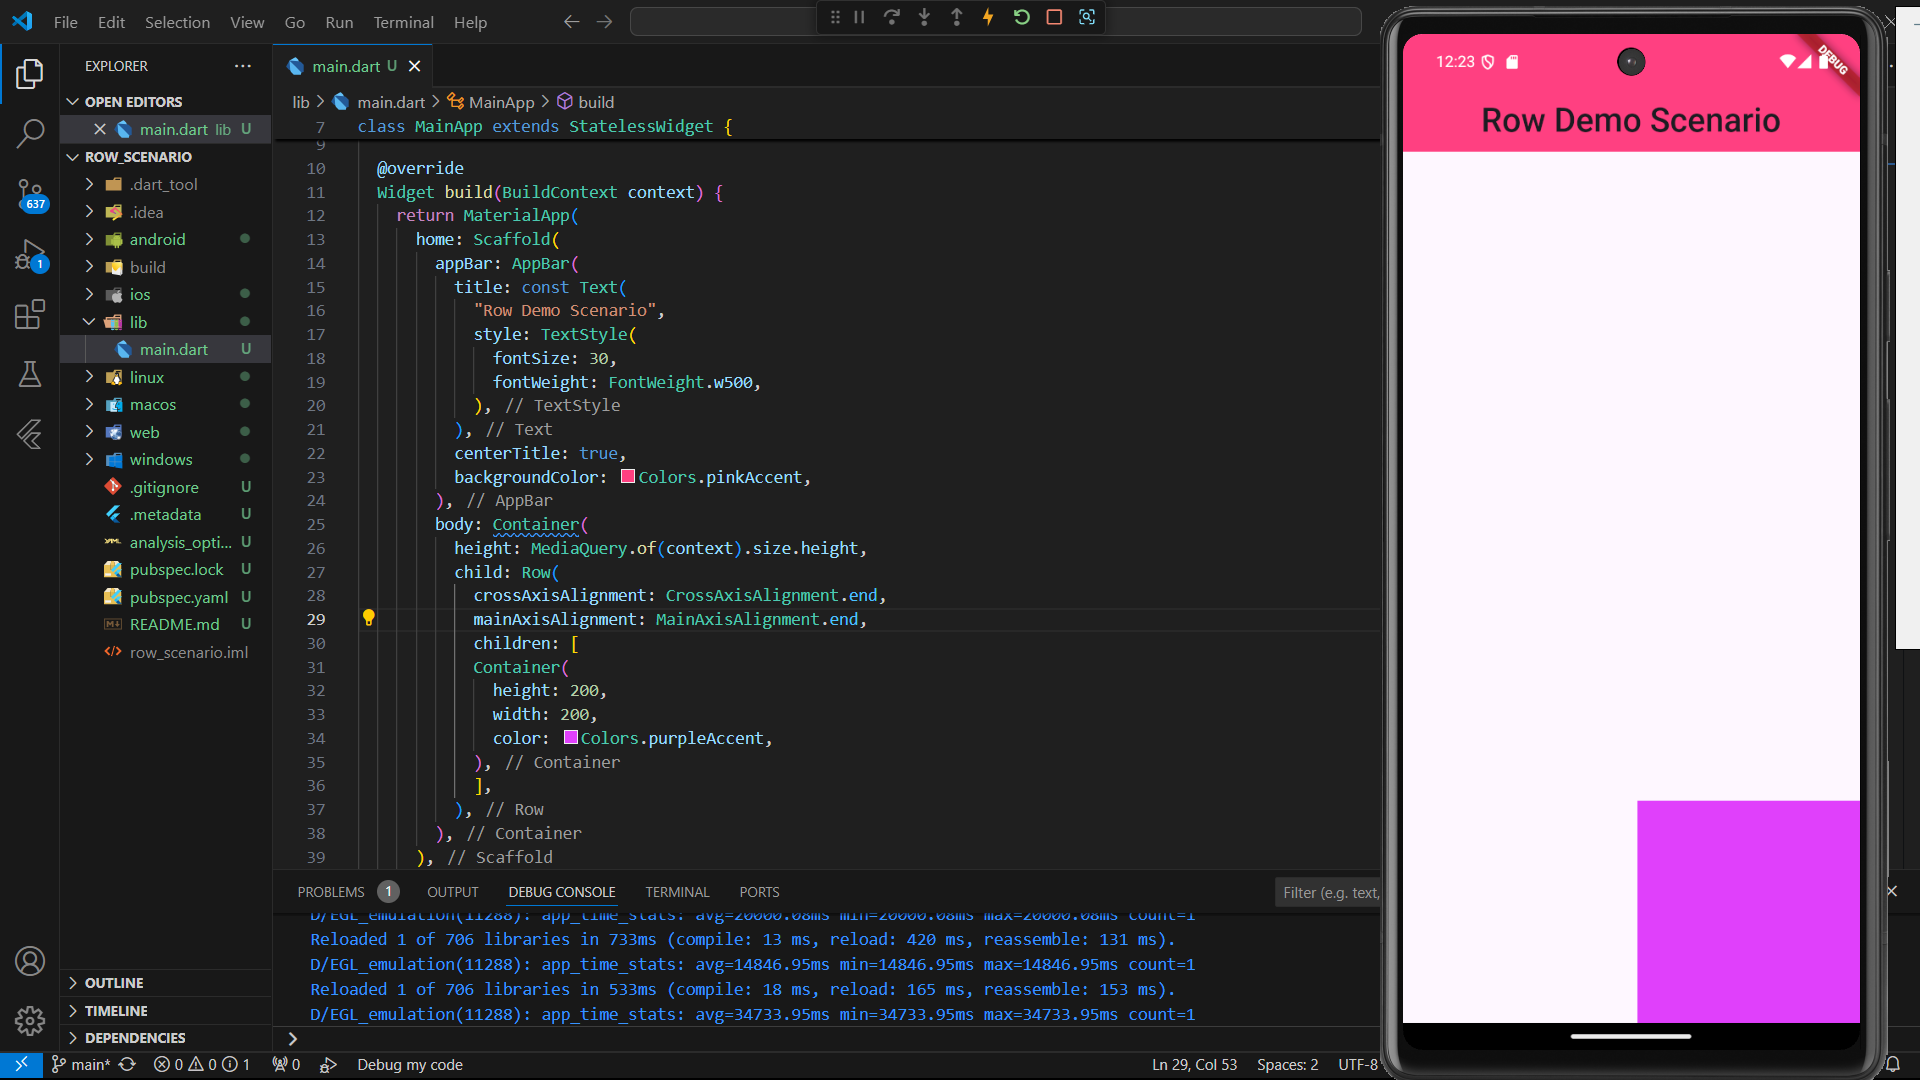 File Edit Selection View Go Run Terminal Help
EXPLORER
OPEN EDITORS
main.dart lib U
ROW_SCENARIO
.dart_tool
.idea
android
build
ios
lib
main.dart U
linux
macos
web
windows
.gitignore U
.metadata U
analysis_opti... U
pubspec.lock U
pubspec.yaml U
README.md U
row_scenario.iml
OUTLINE
TIMELINE
DEPENDENCIES
637
1
main.dart U
lib > main.dart > MainApp > build
7 class MainApp extends StatelessWidget {
9
10 @override
11 Widget build(BuildContext context) {
12 return MaterialApp(
13 home: Scaffold(
14 appBar: AppBar(
15 title: const Text(
16 "Row Demo Scenario",
17 style: TextStyle(
18 fontSize: 30,
19 fontWeight: FontWeight.w500,
20 ), // TextStyle
21 ), // Text
22 centerTitle: true,
23 backgroundColor: Colors.pinkAccent,
24 ), // AppBar
25 body: Container(
26 height: MediaQuery.of(context).size.height,
27 child: Row(
28 crossAxisAlignment: CrossAxisAlignment.end,
29 mainAxisAlignment: MainAxisAlignment.end,
30 children: [
31 Container(
32 height: 200,
33 width: 200,
34 color: Colors.purpleAccent,
35 ), // Container
36 ],
37 ), // Row
38 ), // Container
39 ), // Scaffold
PROBLEMS 1 OUTPUT DEBUG CONSOLE TERMINAL PORTS
Filter (e.g. text,
D/EGL_emulation(11288): app_time_stats: avg=20000.08ms min=20000.08ms max=20000.08ms count=1
Reloaded 1 of 706 libraries in 733ms (compile: 13 ms, reload: 420 ms, reassemble: 131 ms).
D/EGL_emulation(11288): app_time_stats: avg=14846.95ms min=14846.95ms max=14846.95ms count=1
Reloaded 1 of 706 libraries in 533ms (compile: 18 ms, reload: 165 ms, reassemble: 153 ms).
D/EGL_emulation(11288): app_time_stats: avg=34733.95ms min=34733.95ms max=34733.95ms count=1
main* 0 0 1 0 Debug my code
Ln 29, Col 53 Spaces: 2 UTF-8
12:23
DEBUG
Row Demo Scenario